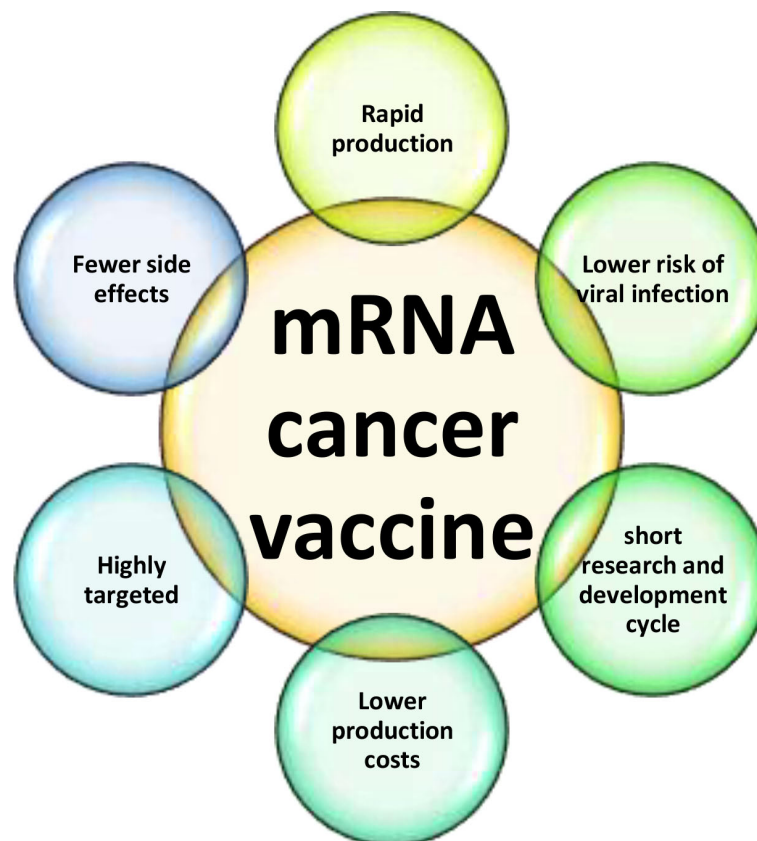 Rapid
production
Fewer side
effects
Lower risk of
viral infection
mRNA
cancer
vaccine
Highly
targeted
short
research and
development
cycle
Lower
production
costs